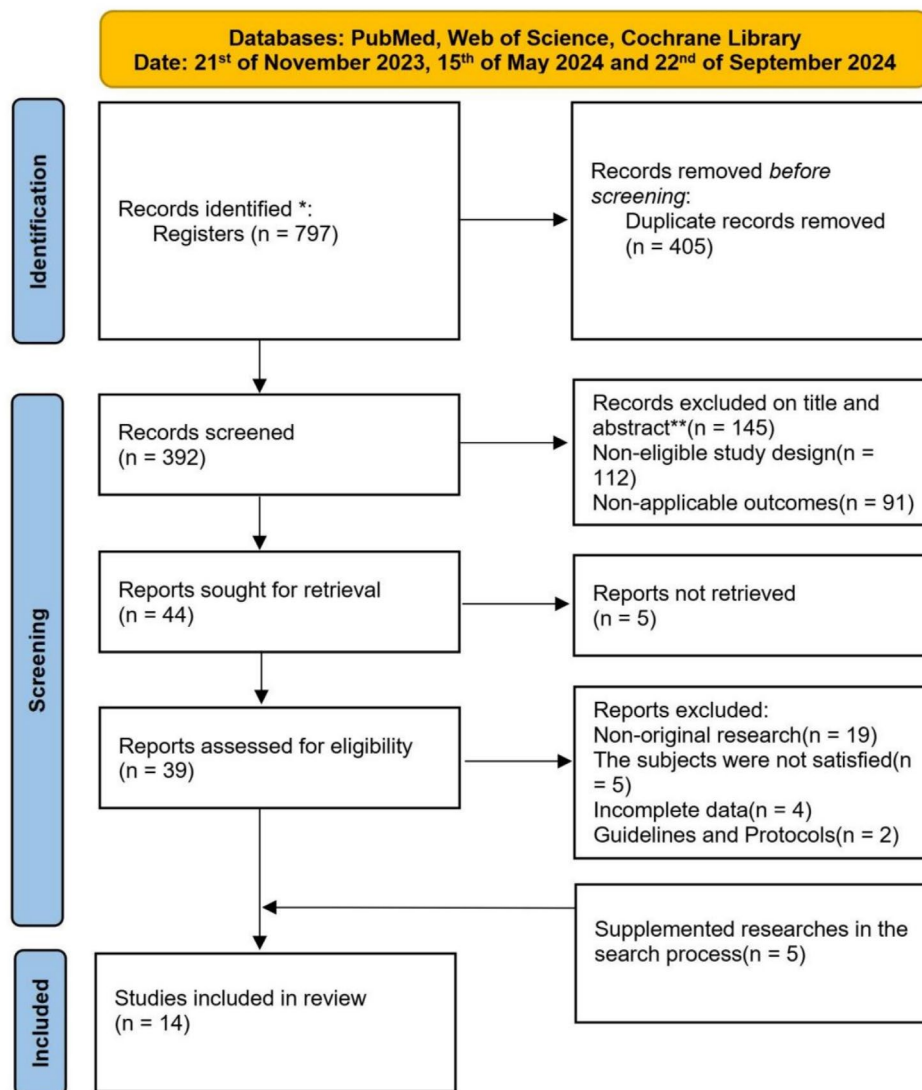 Databases: PubMed, Web of Science, Cochrane Library
Date: 21st of November 2023, 15th of May 2024 and 22nd of September 2024
Identification
Records identified *:
Registers (n = 797)
Records removed before
screening:
Duplicate records removed
(n = 405)
Screening
Records screened
(n = 392)
Records excluded on title and
abstract**(n = 145)
Non-eligible study design(n =
112)
Non-applicable outcomes(n = 91)
Reports sought for retrieval
(n = 44)
Reports not retrieved
(n = 5)
Reports assessed for eligibility
(n = 39)
Reports excluded:
Non-original research(n = 19)
The subjects were not satisfied(n
= 5)
Incomplete data(n = 4)
Guidelines and Protocols(n = 2)
Supplemented researches in the
search process(n = 5)
Included
Studies included in review
(n = 14)